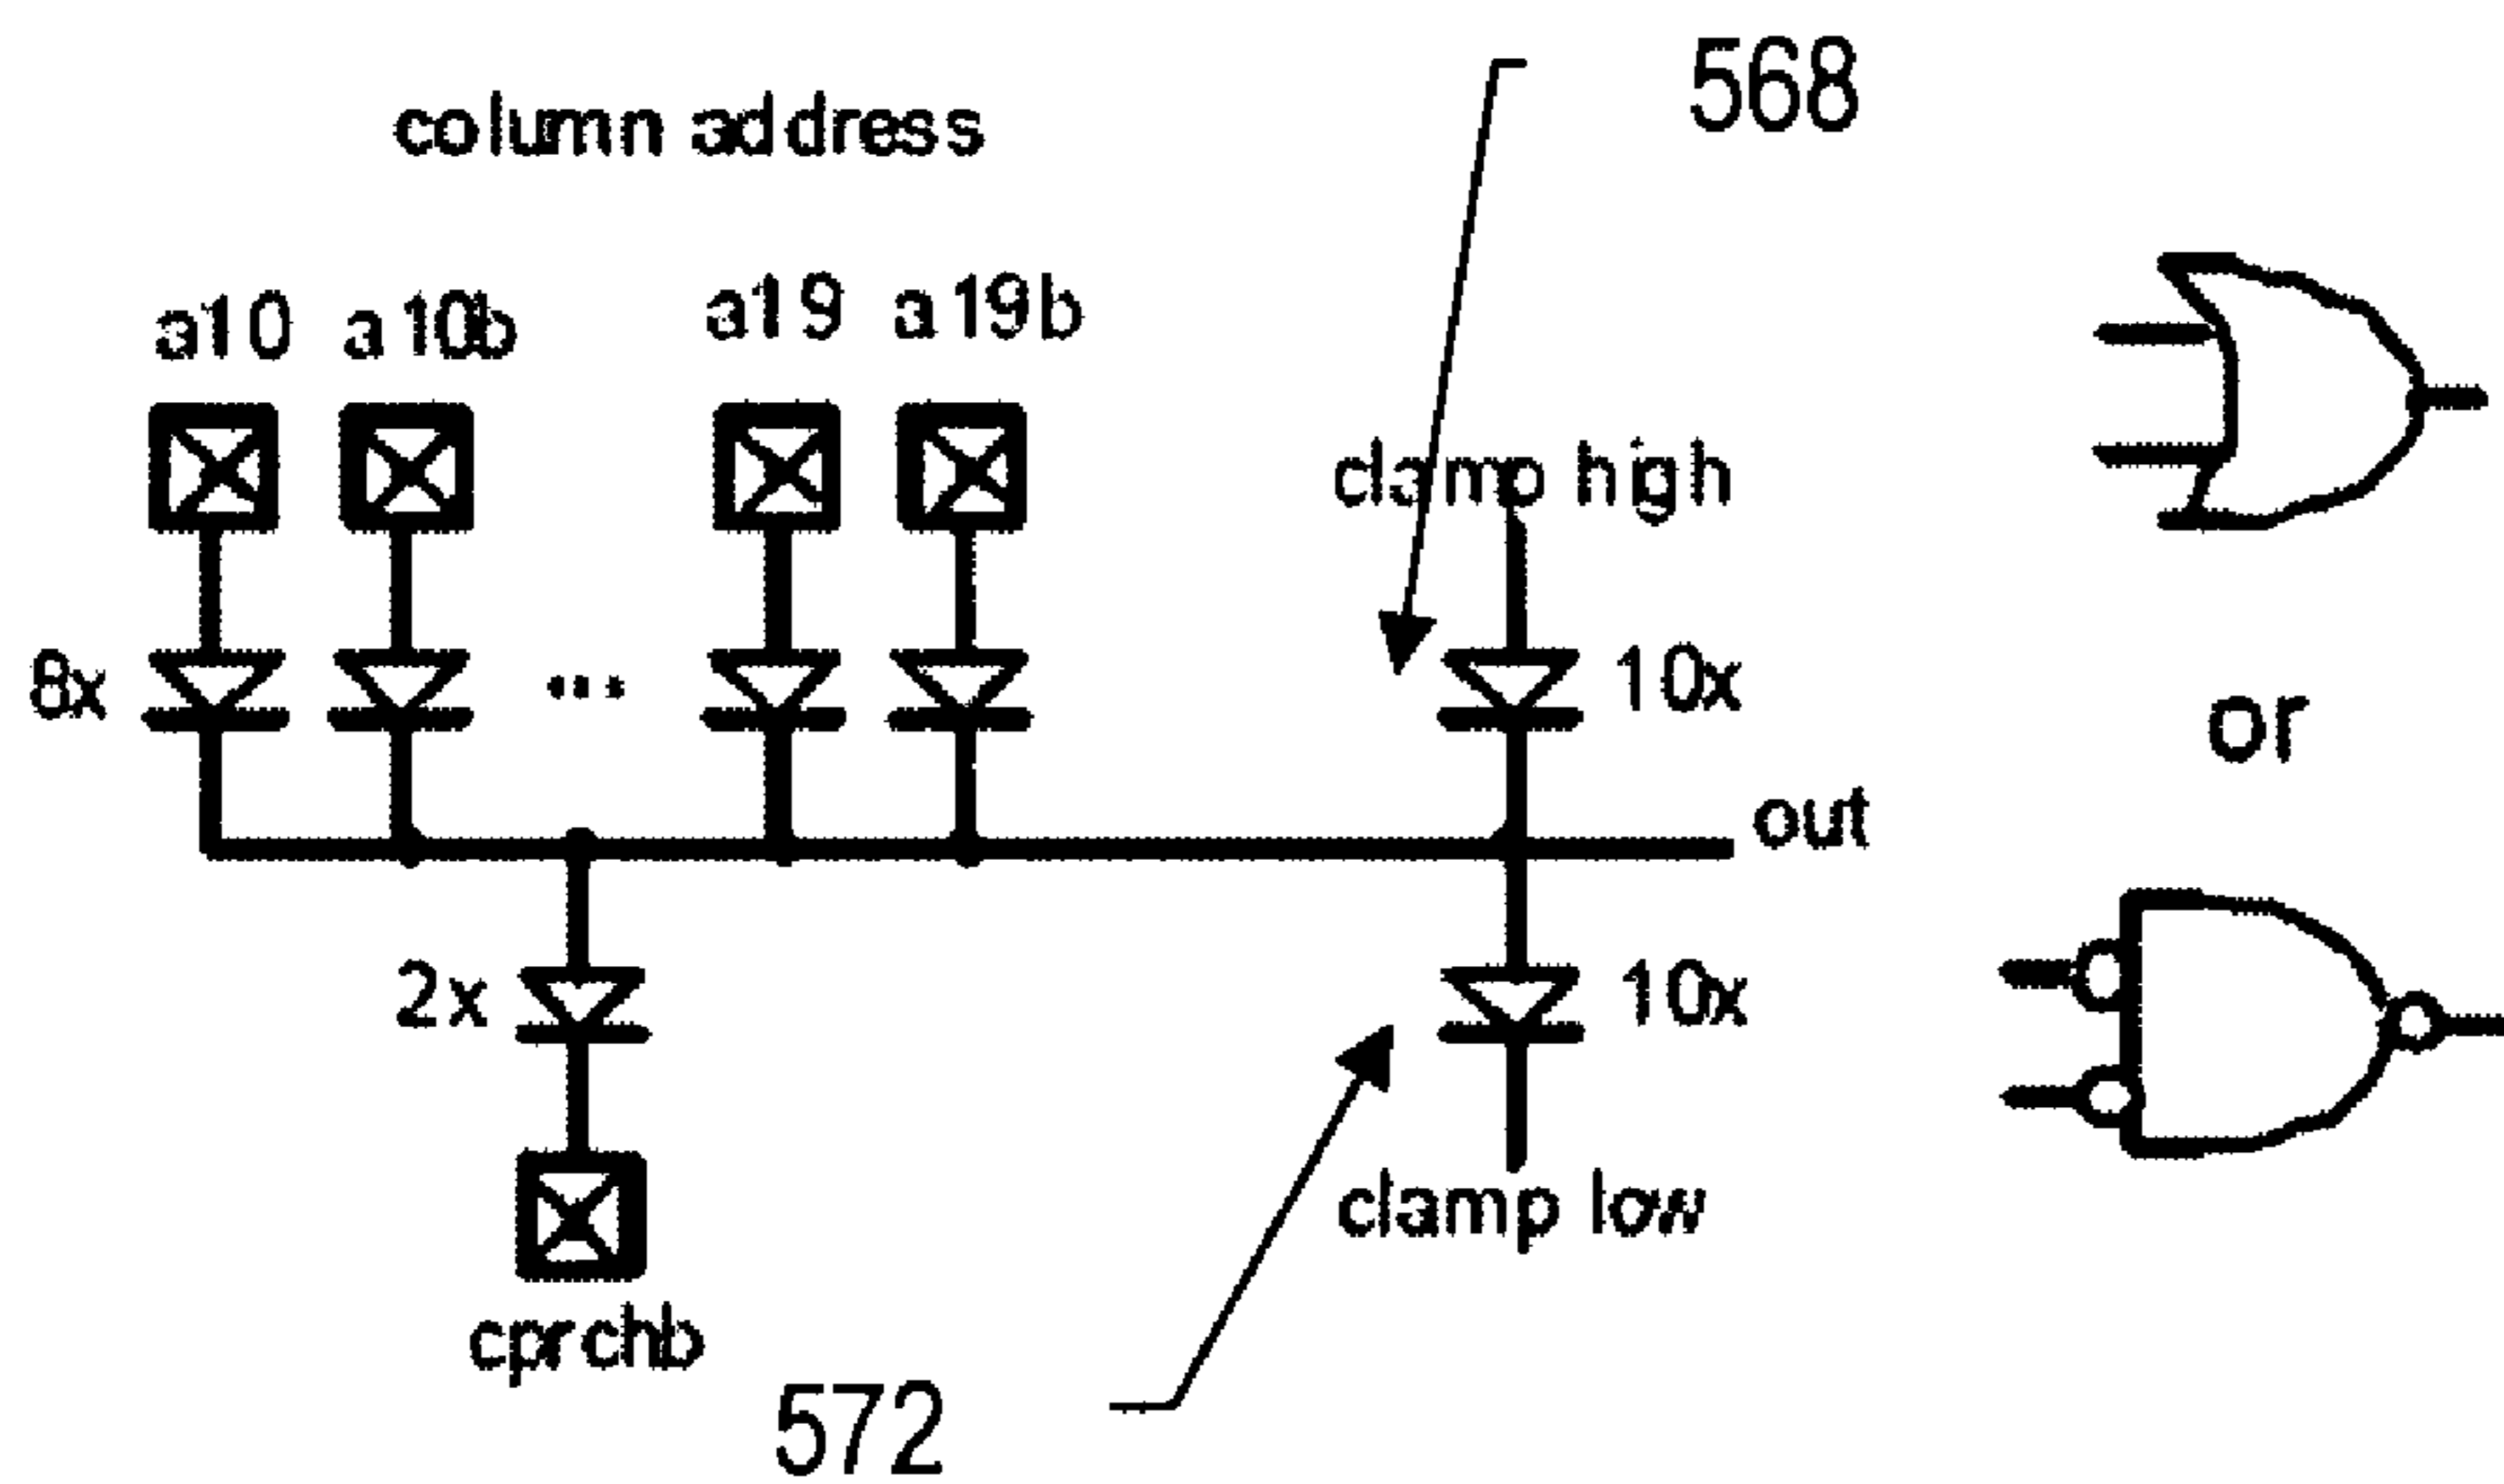 568
column address
a10 a10b a19 a19b
clamp high
8x ... 10x
or
out
2x 10x
clamp low
cprchb
572